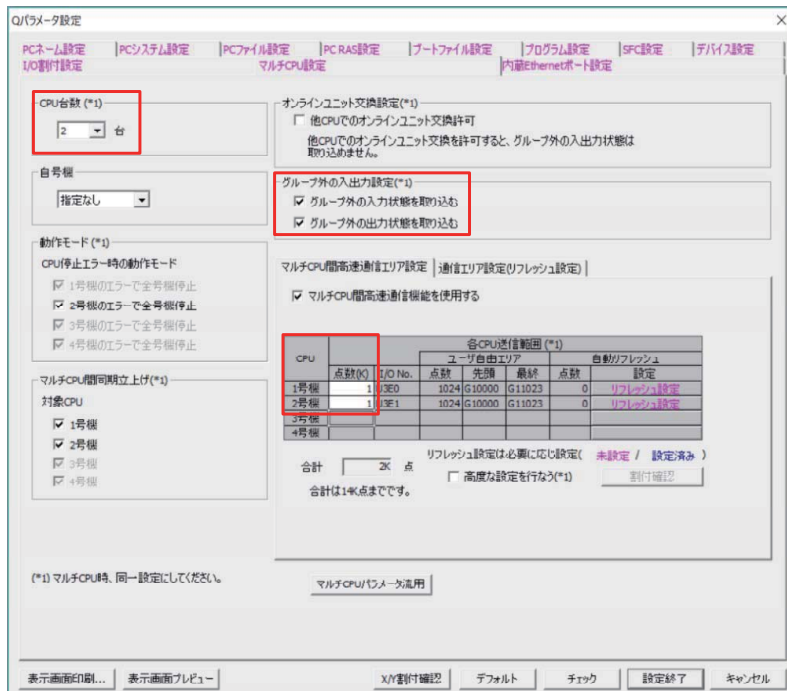 Qパラメータ設定
PCネーム設定 PCシステム設定 PCファイル設定 PC RAS設定 ブートファイル設定 プログラム設定 SFC設定 デバイス設定
I/O割付設定 マルチCPU設定 内蔵Ethernetポート設定
CPU台数 (*1)
2 台
自号機
指定なし
動作モード (*1)
CPU停止エラー時の動作モード
1号機のエラーで全号機停止
2号機のエラーで全号機停止
3号機のエラーで全号機停止
4号機のエラーで全号機停止
マルチCPU間同期立上げ(*1)
対象CPU
1号機
2号機
3号機
4号機
オンラインユニット交換設定(*1)
他CPUでのオンラインユニット交換許可
他CPUでのオンラインユニット交換を許可すると、グループ外の入出力状態は
取り込めません。
グループ外の入出力設定(*1)
グループ外の入力状態を取り込む
グループ外の出力状態を取り込む
マルチCPU間高速通信エリア設定 通信エリア設定(リフレッシュ設定)
マルチCPU間高速通信機能を使用する
各CPU送信範囲 (*1)
CPU ユーザ自由エリア 自動リフレッシュ
点数(K) I/O No. 点数 先頭 最終 点数 設定
1号機 1 U3E0 1024 G10000 G11023 0 リフレッシュ設定
2号機 1 U3E1 1024 G10000 G11023 0 リフレッシュ設定
3号機
4号機
リフレッシュ設定は必要に応じ設定( 未設定 / 設定済み )
合計 2K 点
高度な設定を行なう(*1) 割付確認
合計は14K点までです。
(*1) マルチCPU時、同一設定にしてください。
マルチCPUパラメータ流用
表示画面印刷... 表示画面プレビュー X/Y割付確認 デフォルト チェック 設定終了 キャンセル